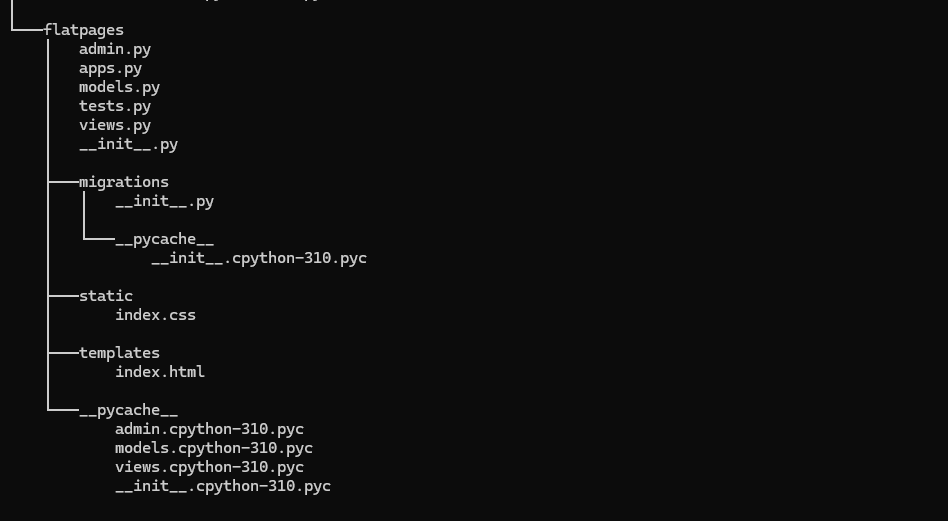 flatpages
admin.py
apps.py
models.py
tests.py
views.py
__init__.py
migrations
__init__.py
__pycache__
__init__.cpython-310.pyc
static
index.css
templates
index.html
__pycache__
admin.cpython-310.pyc
models.cpython-310.pyc
views.cpython-310.pyc
__init__.cpython-310.pyc